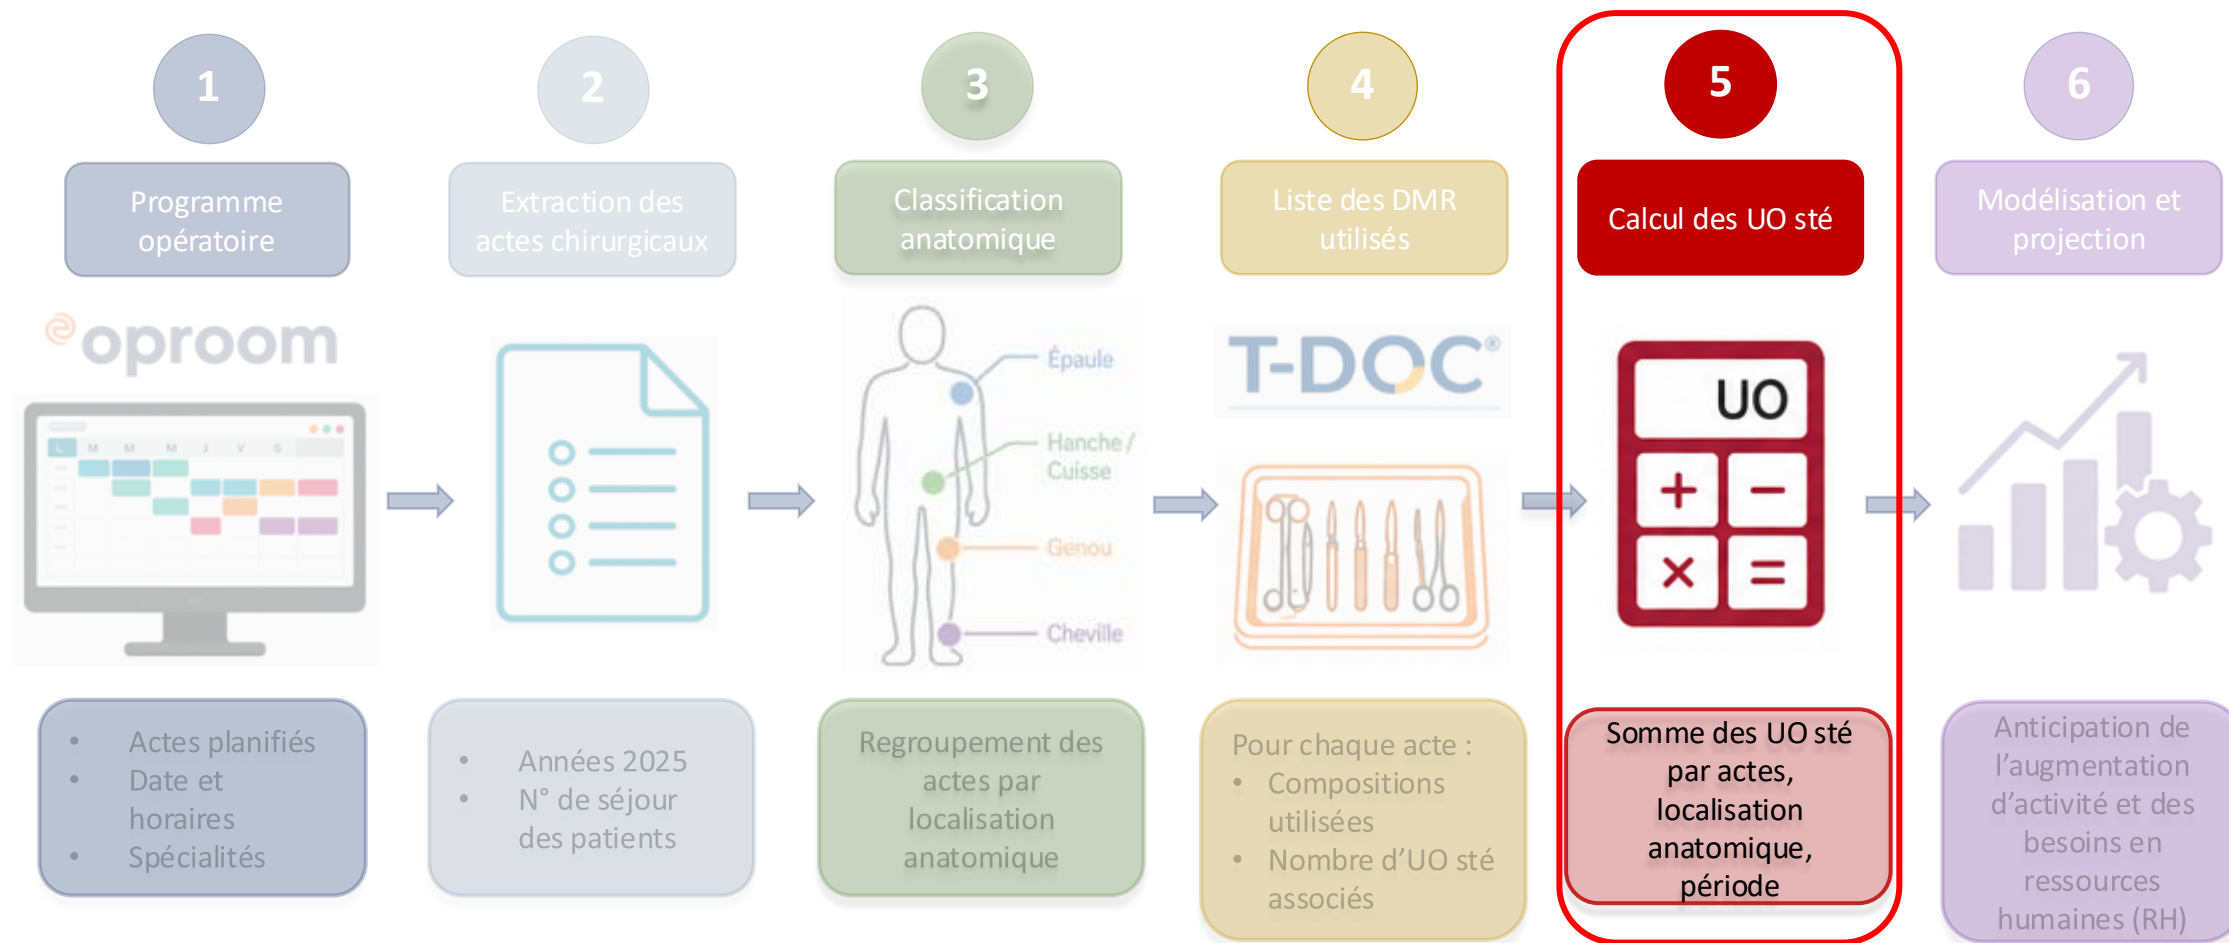 1
2
3
4
5
6
Programme
opératoire
Extraction des
actes chirurgicaux
Classification
anatomique
Liste des DMR
utilisés
Calcul des UO sté
Modélisation et
projection
oproom
L M M M J V S
Épaule
Hanche /
Cuisse
Genou
Cheville
T-DOC®
UO
+ −
× =
• Actes planifiés
• Date et
horaires
• Spécialités
• Années 2025
• N° de séjour
des patients
Regroupement des
actes par
localisation
anatomique
Pour chaque acte :
• Compositions
utilisées
• Nombre d’UO sté
associés
Somme des UO sté
par actes,
localisation
anatomique,
période
Anticipation de
l’augmentation
d’activité et des
besoins en
ressources
humaines (RH)